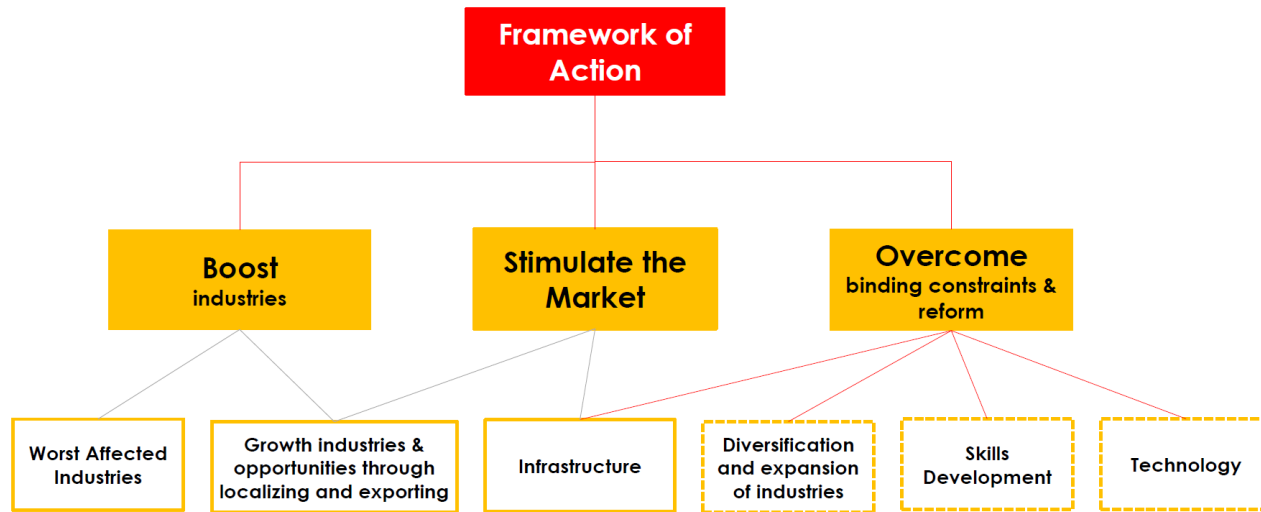 Framework of
Action
Boost
industries
Stimulate the
Market
Overcome
binding constraints &
reform
Worst Affected
Industries
Growth industries &
opportunities through
localizing and exporting
Infrastructure
Diversification
and expansion
of industries
Skills
Development
Technology